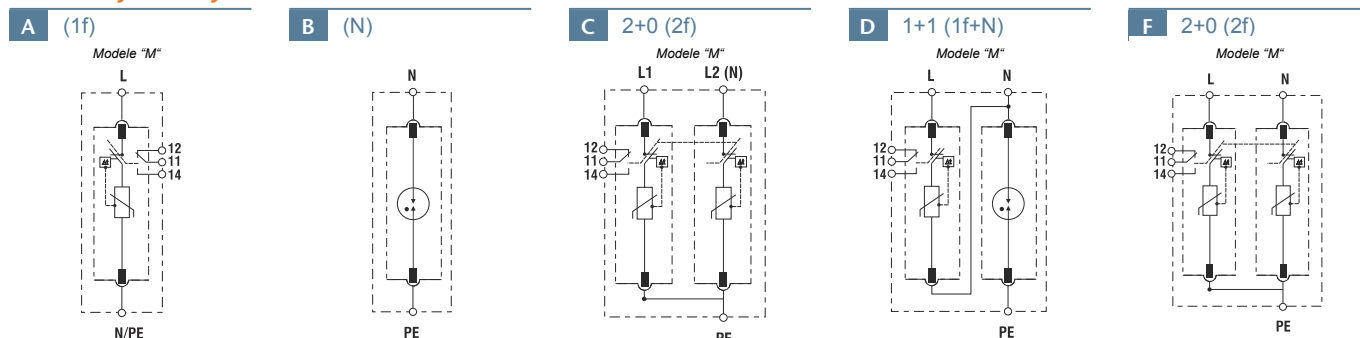 A (1f)
Modele "M"
L
12
11
14
N/PE
B (N)
N
PE
C 2+0 (2f)
Modele "M"
L1 L2 (N)
12
11
14
D 1+1 (1f+N)
Modele "M"
L N
12
11
14
PE
F 2+0 (2f)
Modele "M"
L N
12
11
14
PE